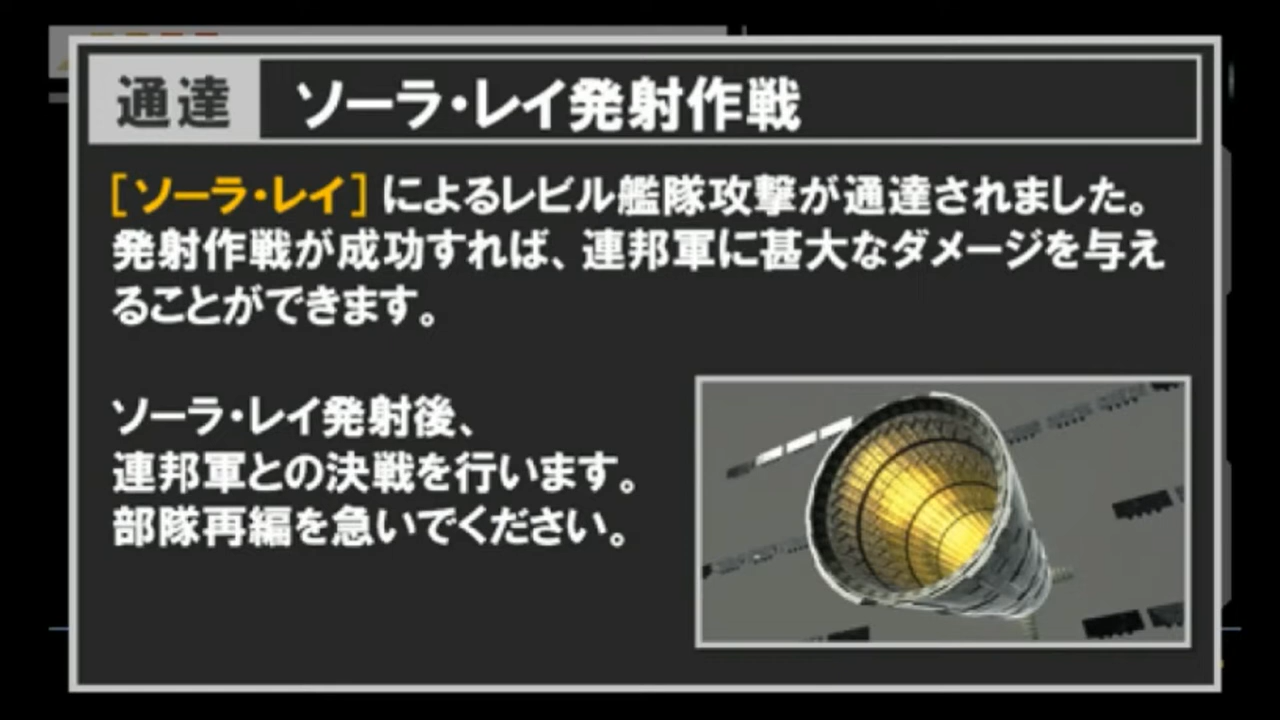 通達
ソーラ・レイ発射作戦
[ソーラ・レイ]によるレビル艦隊攻撃が通達されました。
発射作戦が成功すれば、連邦軍に甚大なダメージを与え
ることができます。
ソーラ・レイ発射後、
連邦軍との決戦を行います。
部隊再編を急いでください。